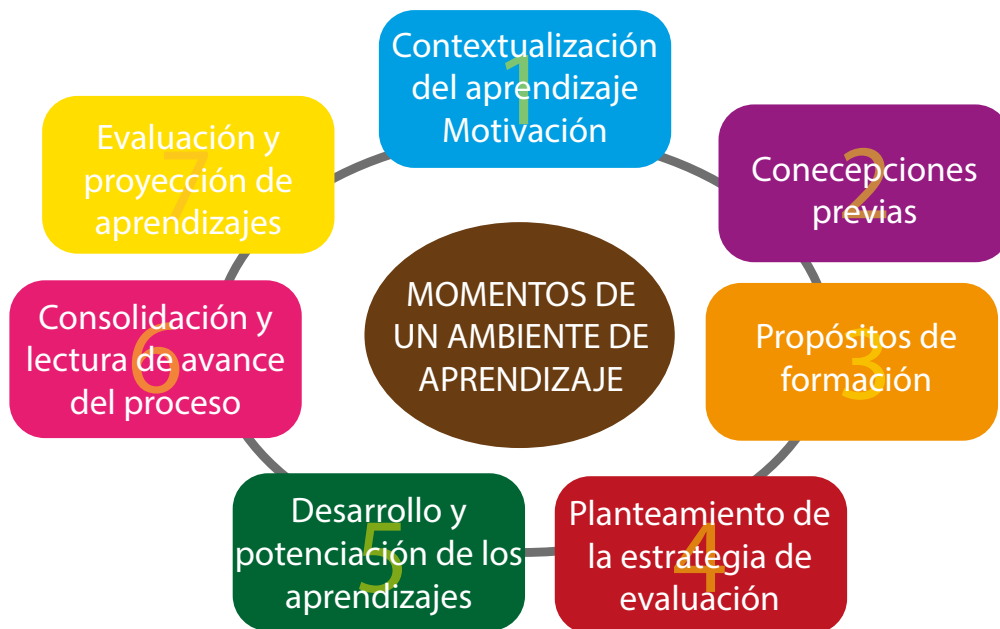 1
Contextualización
del aprendizaje
Motivación
2
Conecepciones
previas
3
Propósitos de
formación
4
Planteamiento de
la estrategia de
evaluación
5
Desarrollo y
potenciación de los
aprendizajes
6
Consolidación y
lectura de avance
del proceso
7
Evaluación y
proyección de
aprendizajes
MOMENTOS DE
UN AMBIENTE DE
APRENDIZAJE